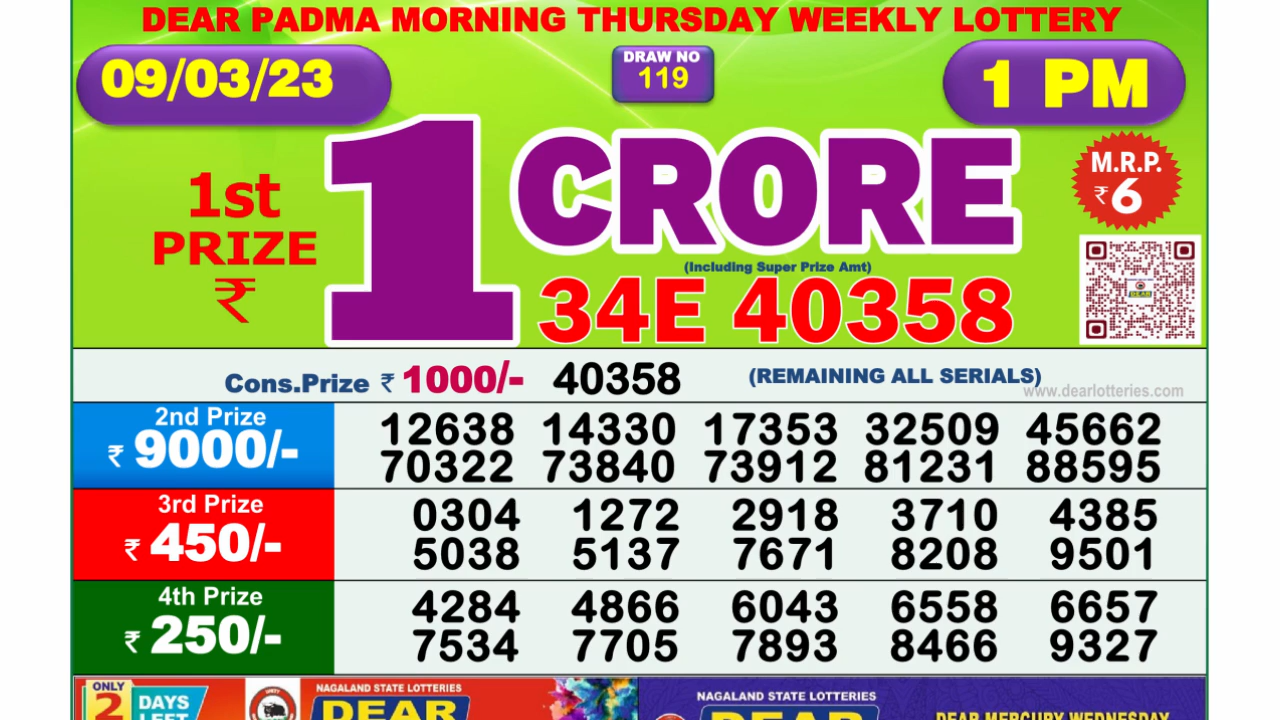 DEAR PADMA MORNING THURSDAY WEEKLY LOTTERY
09/03/23
DRAW NO
119
1 PM
1st
PRIZE
₹
1 CRORE
(Including Super Prize Amt)
34E 40358
M.R.P.
₹6
DEAR
Cons.Prize ₹ 1000/- 40358 (REMAINING ALL SERIALS)
www.dearlotteries.com
2nd Prize
₹ 9000/-
12638 14330 17353 32509 45662
70322 73840 73912 81231 88595
3rd Prize
₹ 450/-
0304 1272 2918 3710 4385
5038 5137 7671 8208 9501
4th Prize
₹ 250/-
4284 4866 6043 6558 6657
7534 7705 7893 8466 9327
ONLY
2 DAYS
LEFT
NAGALAND STATE LOTTERIES
DEAR
NAGALAND STATE LOTTERIES
DEAR
DEAR MERCURY WEDNESDAY